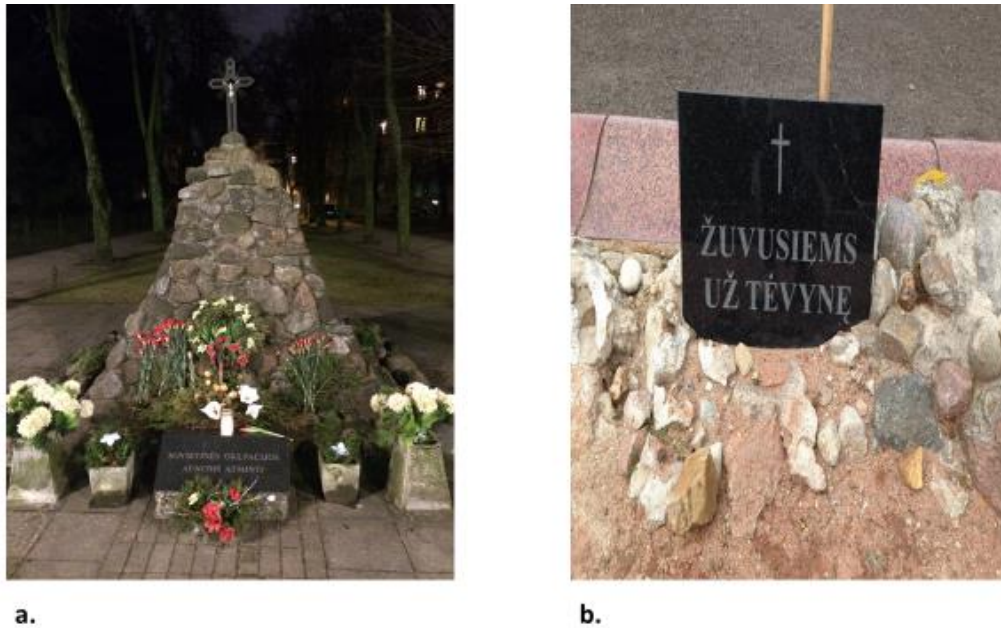 SOVIETINĖS OKUPACIJOS
AUKOMS ATMINTI
ŽUVUSIEMS
UŽ TĖVYNĘ
a.
b.